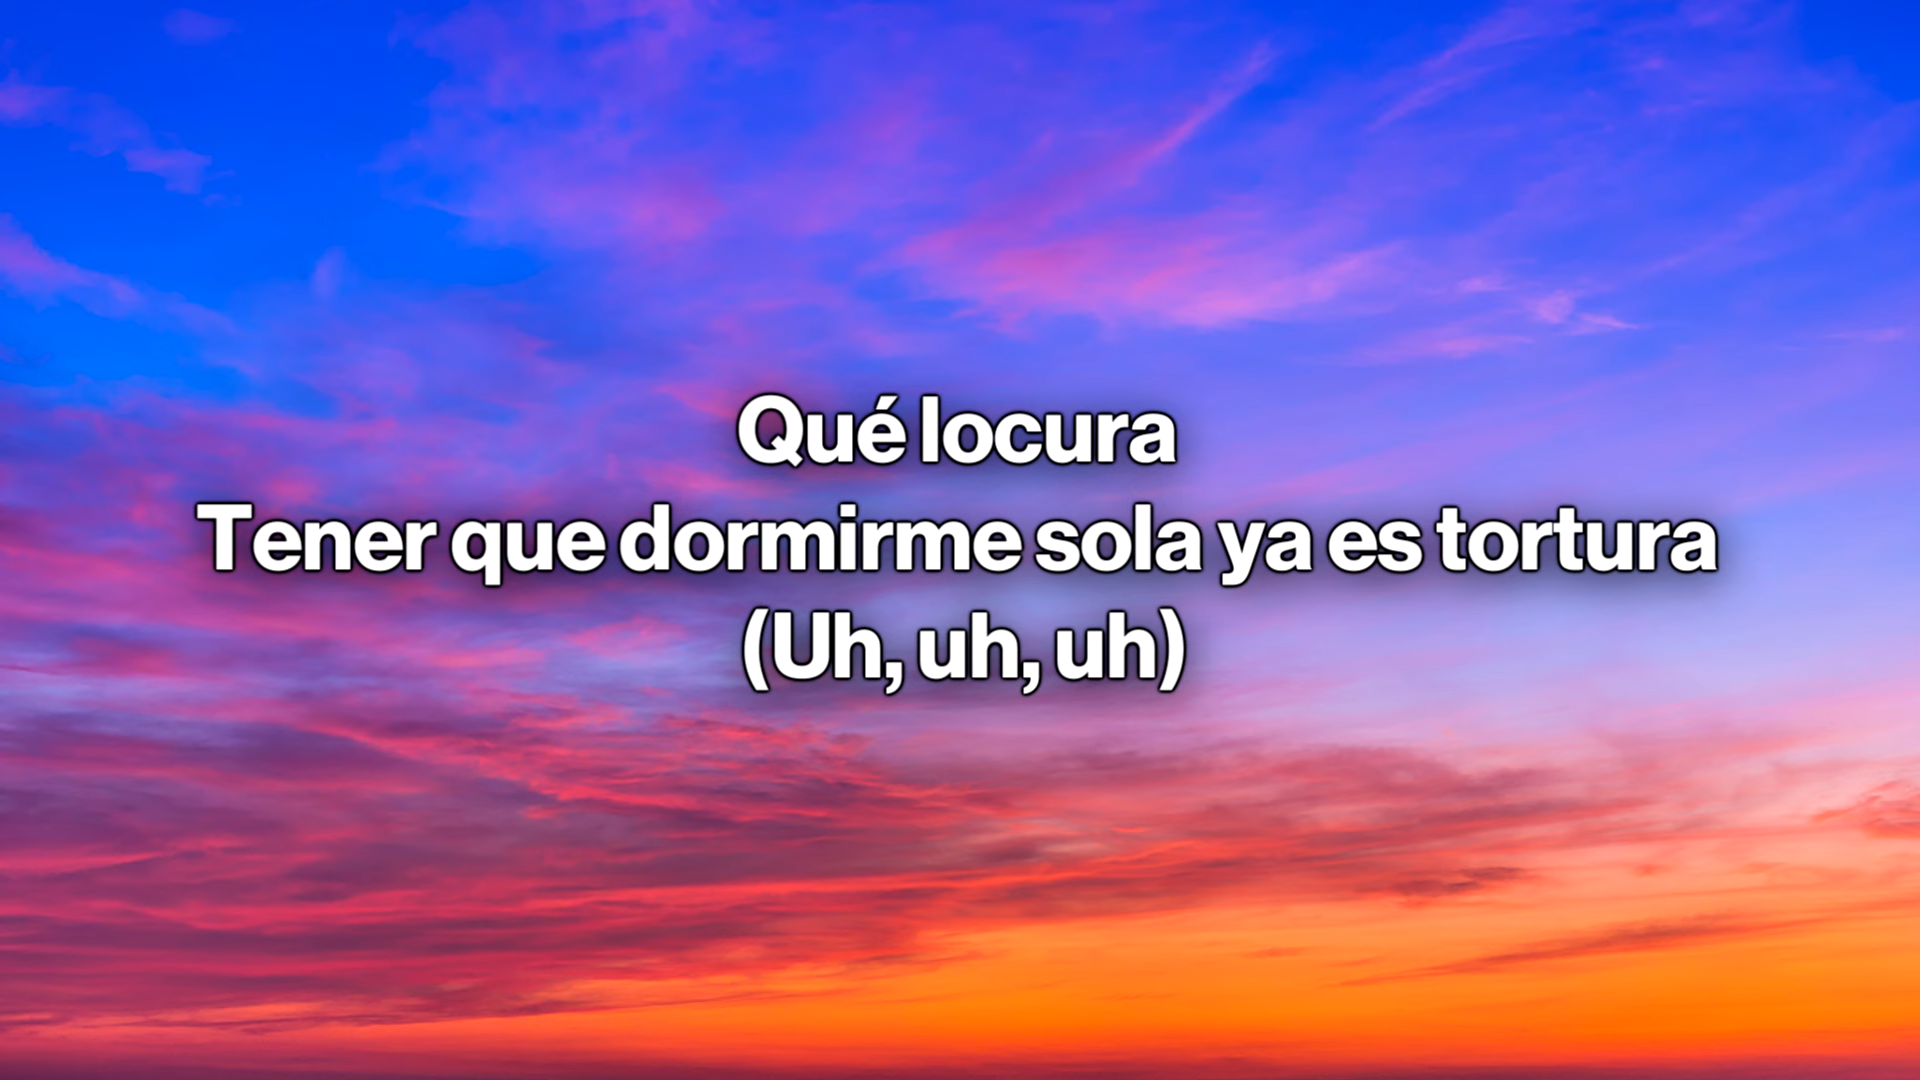 Qué locura
Tener que dormirme sola ya es tortura
(Uh, uh, uh)